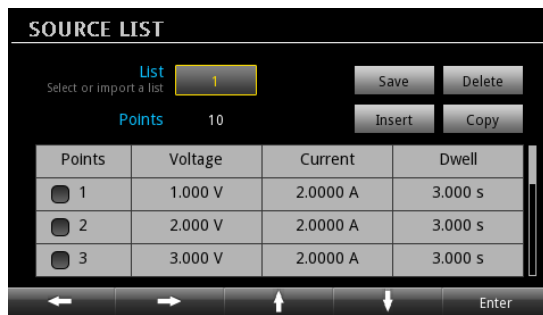 SOURCE LIST
List 1 Save Delete
Select or import a list
Points 10 Insert Copy
Points Voltage Current Dwell
1 1.000 V 2.0000 A 3.000 s
2 2.000 V 2.0000 A 3.000 s
3 3.000 V 2.0000 A 3.000 s
Enter